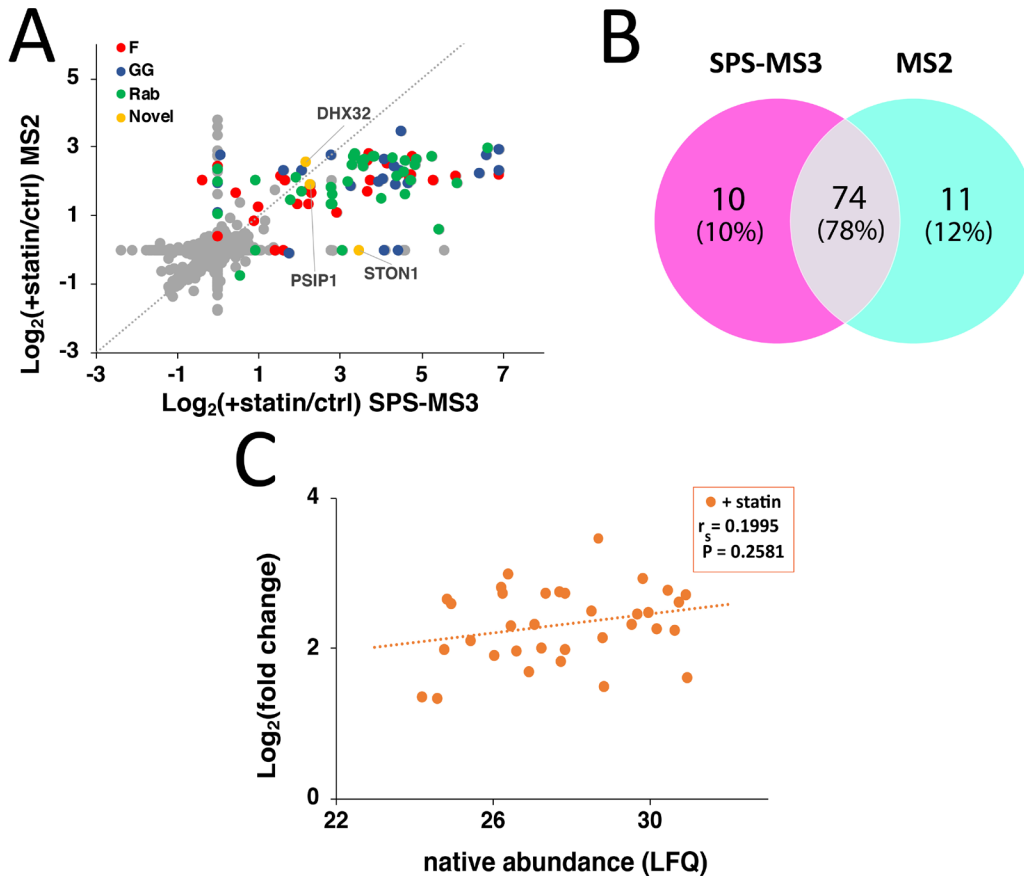 A
F
GG
Rab
Novel
DHX32
PSIP1
STON1
5
3
1
-1
-3
-3
-1
1
3
5
7
Log2(+statin/ctrl) MS2
Log2(+statin/ctrl) SPS-MS3
B
SPS-MS3
MS2
10
(10%)
74
(78%)
11
(12%)
C
4
2
0
22
26
30
Log2(fold change)
native abundance (LFQ)
+ statin
rs= 0.1995
P = 0.2581